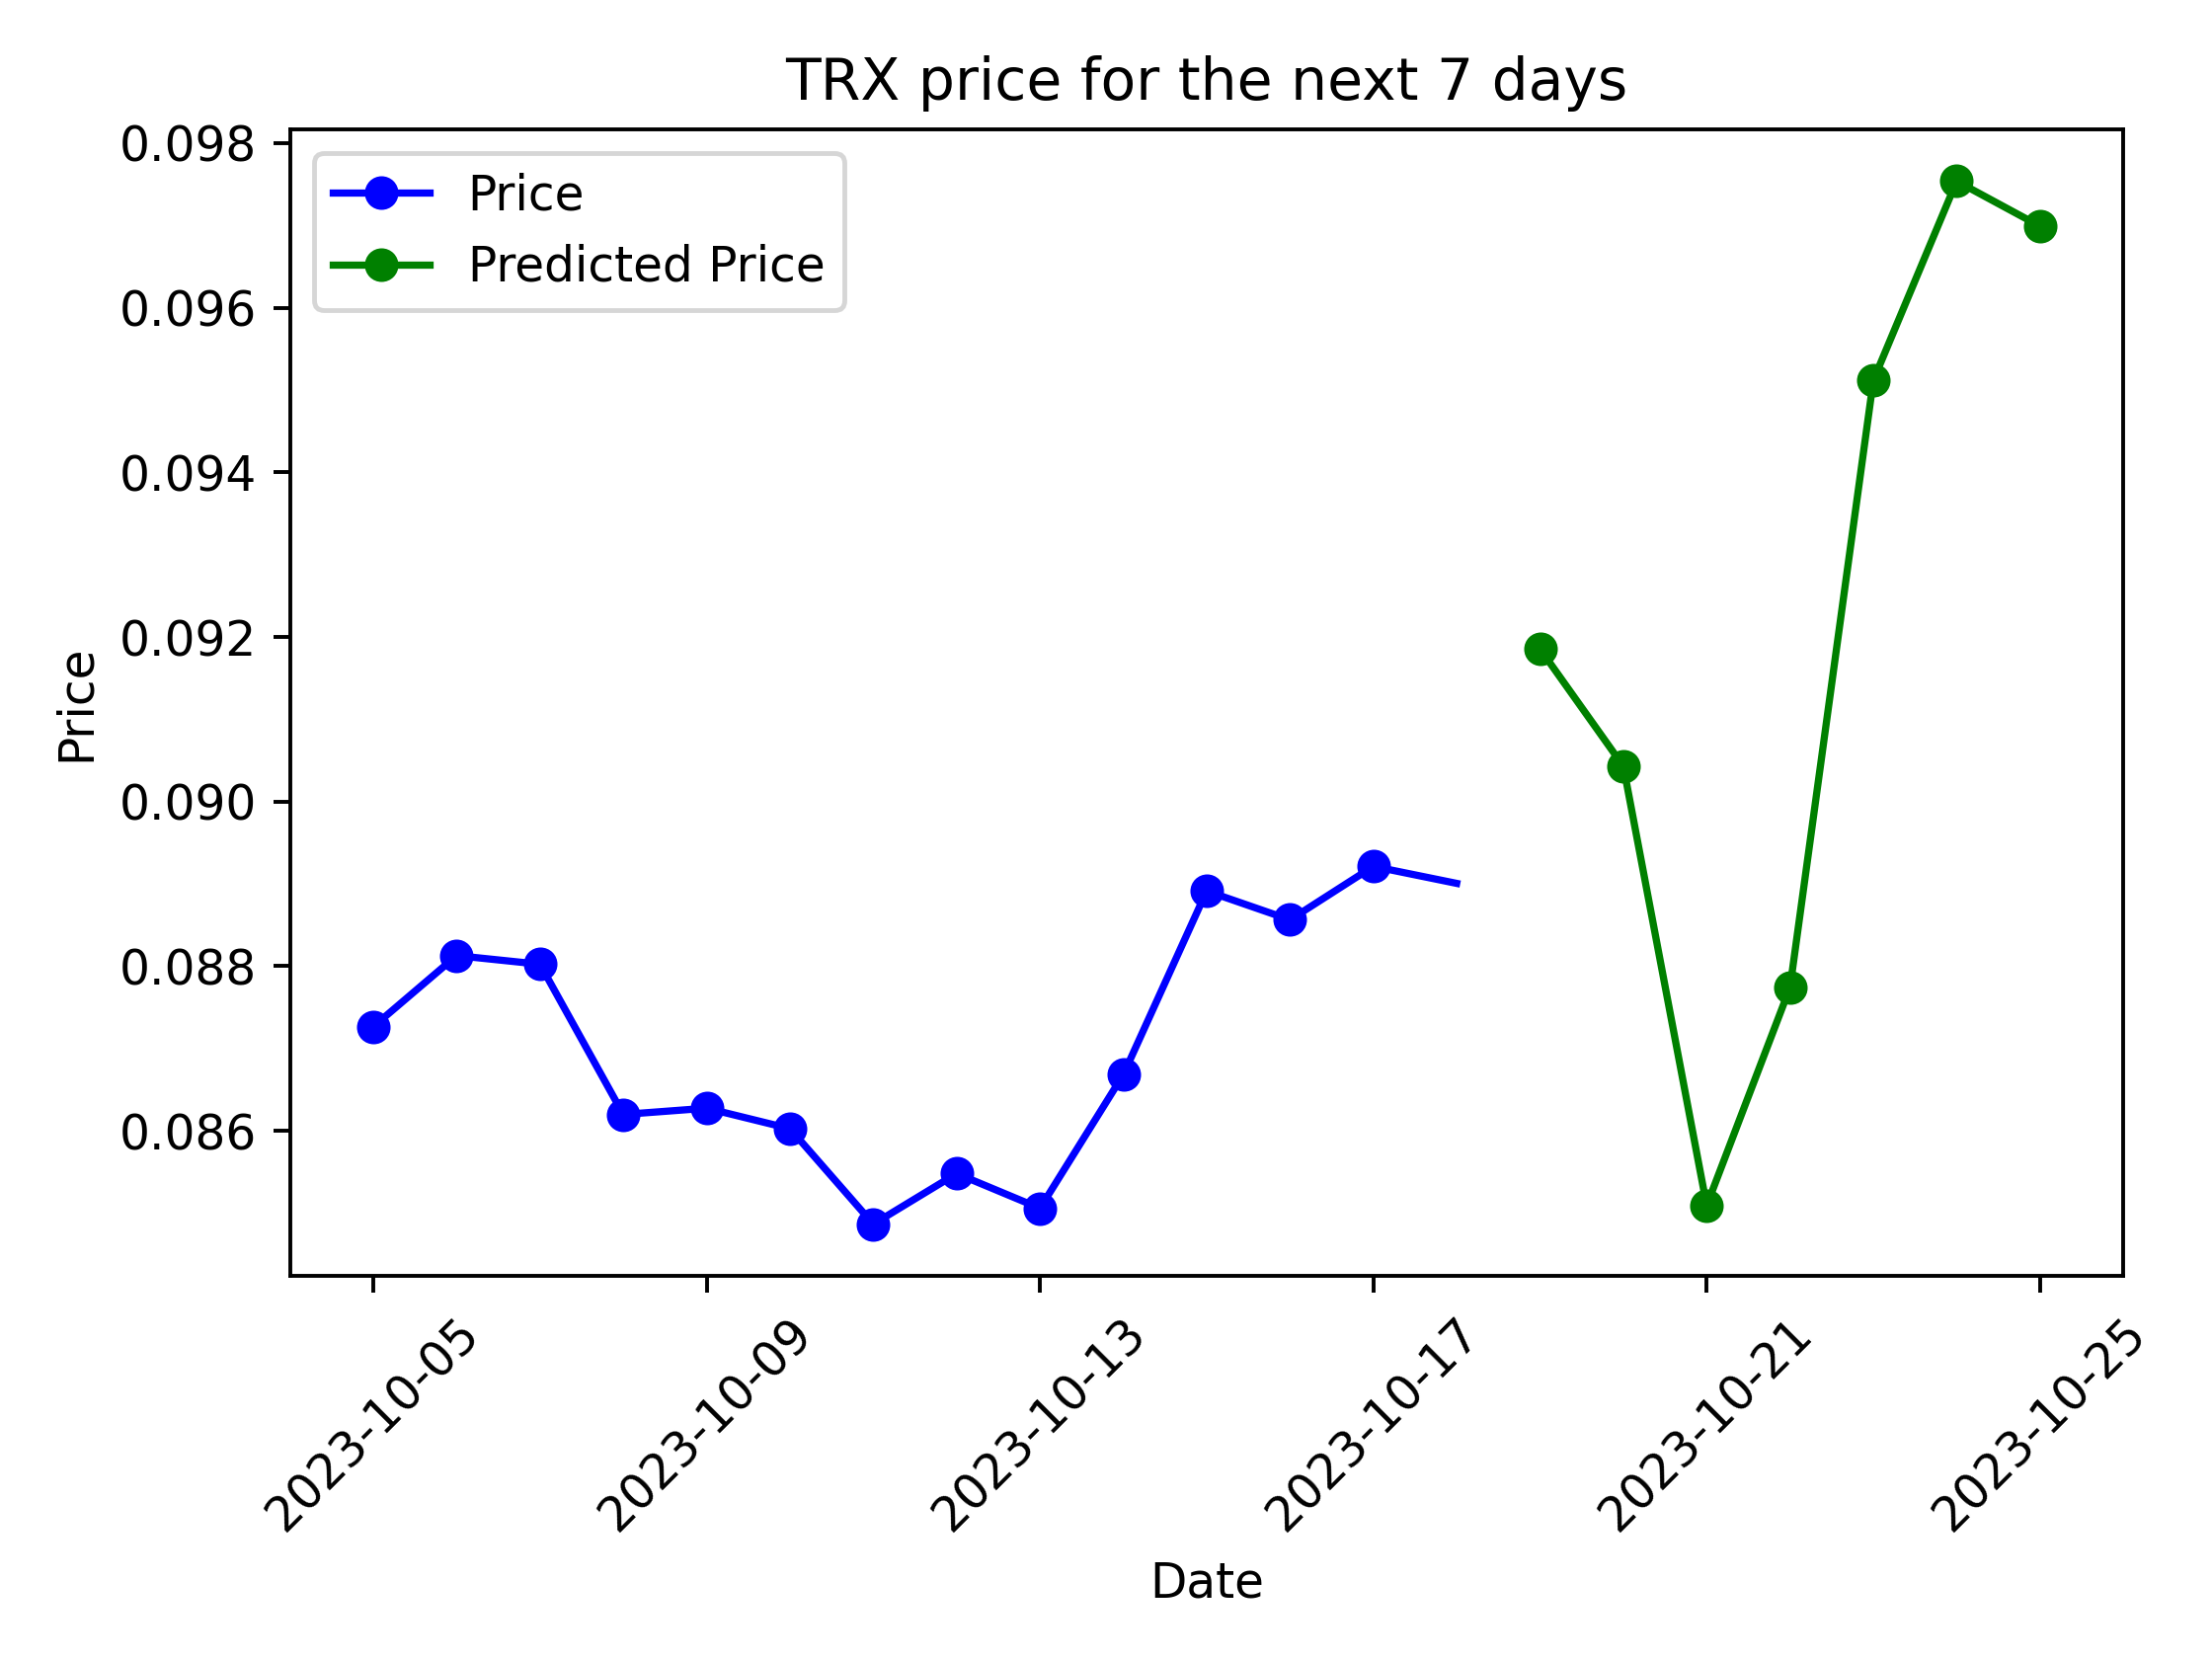 TRX price for the next 7 days
Price
Predicted Price
0.098
0.096
0.094
0.092
0.090
0.088
0.086
Price
2023-10-05
2023-10-09
2023-10-13
2023-10-17
2023-10-21
2023-10-25
Date